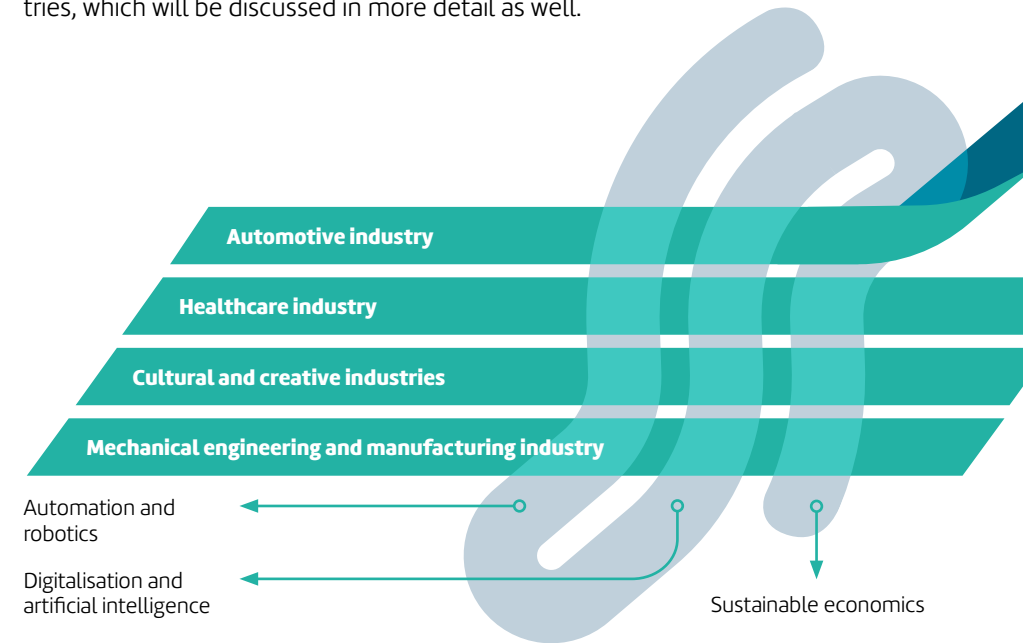 tries, which will be discussed in more detail as well.
Automotive industry
Healthcare industry
Cultural and creative industries
Mechanical engineering and manufacturing industry
Automation and
robotics
Digitalisation and
artificial intelligence
Sustainable economics